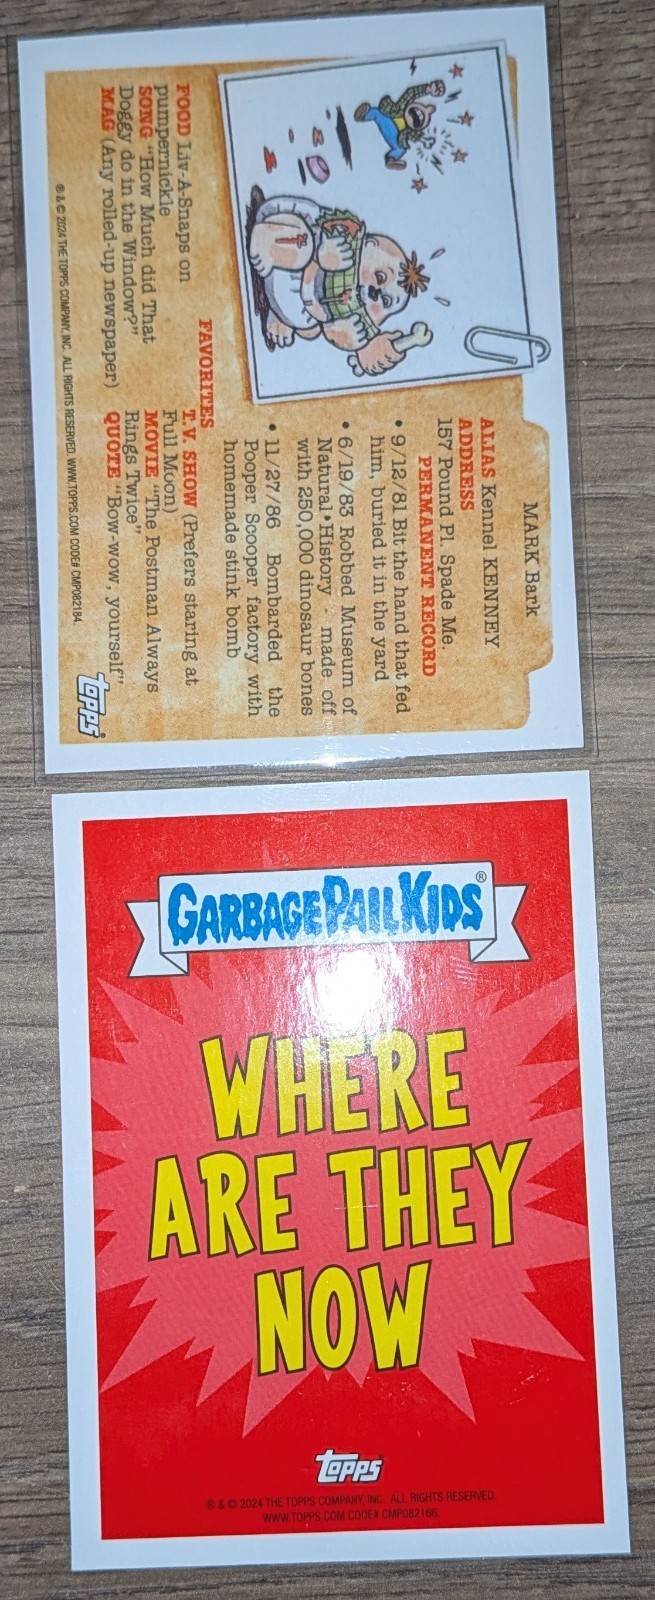 MARK Bark
ALIAS Kennel KENNEY
ADDRESS
157 Pound Pl. Spade Me.
PERMANENT RECORD
• 9/12/81 Bit the hand that fed
him, buried it in the yard
• 6/19/83 Robbed Museum of
Natural•History - made off
with 250,000 dinosaur bones
• 11/27/86 Bombarded the
Pooper Scooper factory with
homemade stink bomb
FAVORITES
FOOD Liv-A-Snaps on
pumpernickle
SONG "How Much did That
Doggy do in the Window?"
MAG (Any rolled-up newspaper)
T.V. SHOW (Prefers staring at
Full Moon)
MOVIE "The Postman Always
Rings Twice"
QUOTE "Bow-wow, yourself"
® & © 2024 THE TOPPS COMPANY, INC. ALL RIGHTS RESERVED. WWW.TOPPS.COM CODE# CMP082184.
topps®
GARBAGE PAIL KIDS®
WHERE
ARE THEY
NOW
topps
® & © 2024 THE TOPPS COMPANY, INC. ALL RIGHTS RESERVED.
WWW.TOPPS.COM CODE# CMP082166.